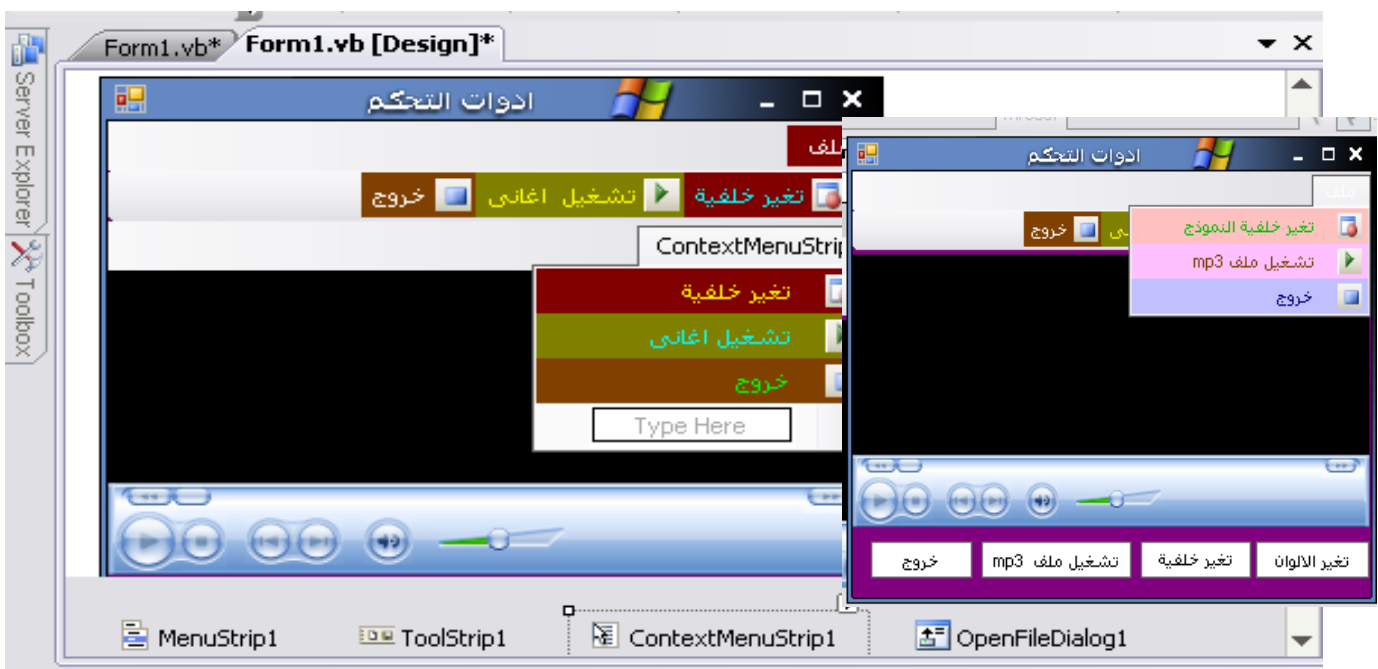 Form1.vb*
Form1.vb [Design]*
Server Explorer
Toolbox
ادوات التحكم
تغير خلفية
تشغيل اغانى
خروج
ContextMenuStrip
تغير خلفية
تشغيل اغانى
خروج
Type Here
ادوات التحكم
ملف
خروج
تغير خلفية النموذج
تشغيل ملف mp3
خروج
تغير الالوان
تغير خلفية
تشغيل ملف mp3
خروج
MenuStrip1
ToolStrip1
ContextMenuStrip1
OpenFileDialog1